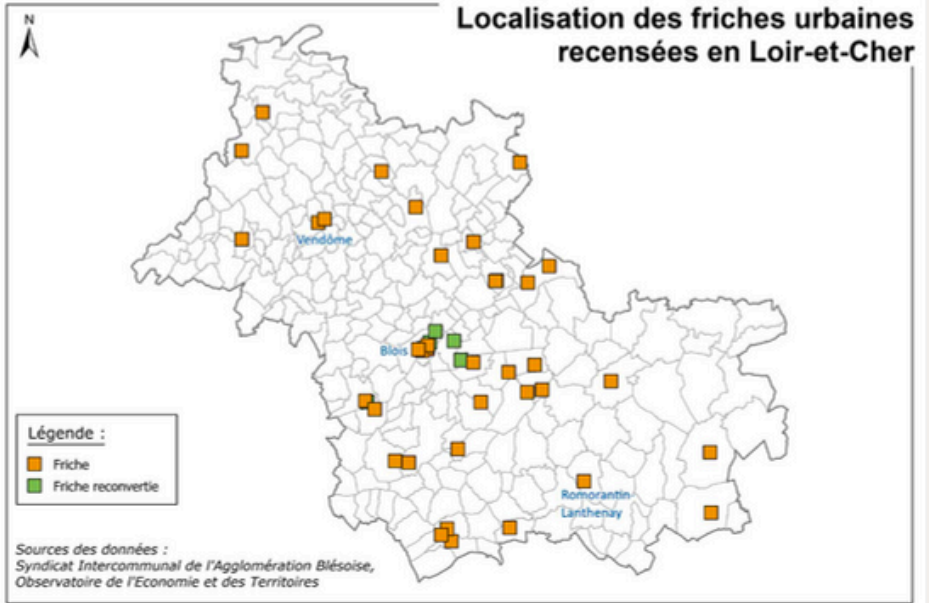 Localisation des friches urbaines
recensées en Loir-et-Cher
N
Vendôme
Blois
Romorantin
Lanthenay
Légende :
Friche
Friche reconvertie
Sources des données :
Syndicat Intercommunal de l'Agglomération Blésoise,
Observatoire de l'Economie et des Territoires